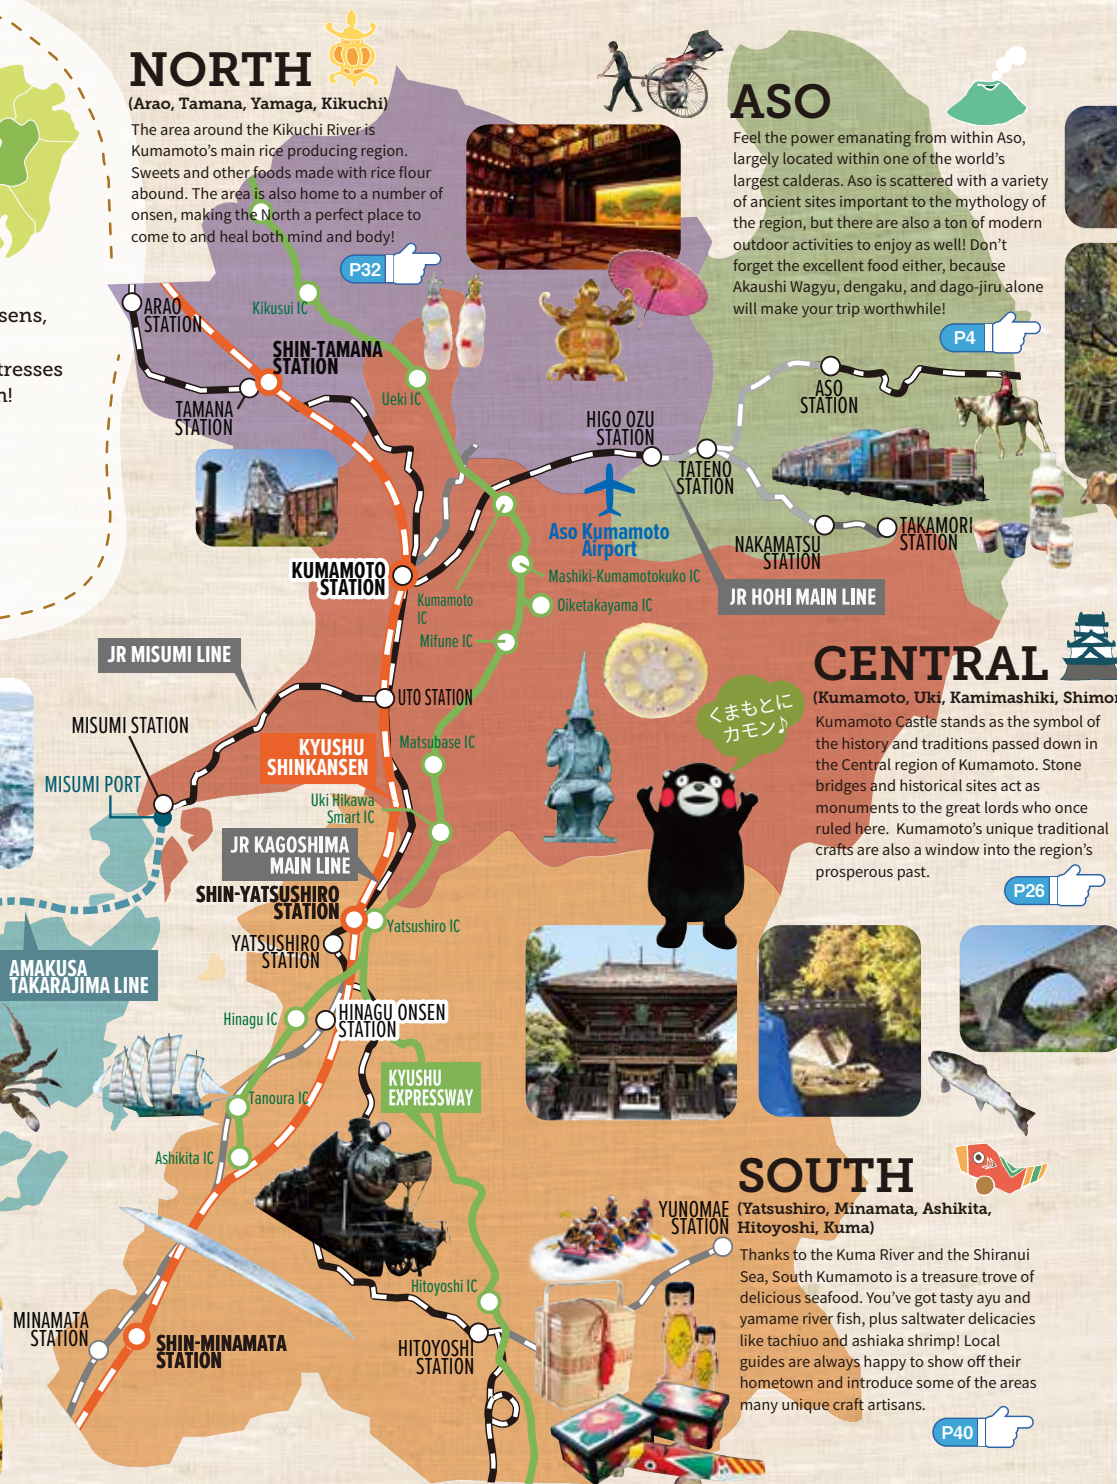 NORTH
(Arao, Tamana, Yamaga, Kikuchi)
The area around the Kikuchi River is
Kumamoto's main rice producing region.
Sweets and other foods made with rice flour
abound. The area is also home to a number of
onsen, making the North a perfect place to
come to and heal both mind and body!
P32
ASO
Feel the power emanating from within Aso,
largely located within one of the world's
largest calderas. Aso is scattered with a variety
of ancient sites important to the mythology of
the region, but there are also a ton of modern
outdoor activities to enjoy as well! Don't
forget the excellent food either, because
Akaushi Wagyu, dengaku, and dago-jiru alone
will make your trip worthwhile!
P4
sens,
tresses
n!
ARAO
STATION
Kikusui IC
SHIN-TAMANA
STATION
TAMANA
STATION
Ueki IC
HIGO OZU
STATION
ASO
STATION
TATENO
STATION
Aso Kumamoto
Airport
NAKAMATSU
STATION
TAKAMORI
STATION
KUMAMOTO
STATION
Mashiki-Kumamotokuko IC
JR HOHI MAIN LINE
Kumamoto
IC
Oiketakayama IC
Mifune IC
JR MISUMI LINE
UTO STATION
MISUMI STATION
KYUSHU
SHINKANSEN
Matsubase IC
MISUMI PORT
Uki Hikawa
Smart IC
くまもとに
カモン♪
CENTRAL
(Kumamoto, Uki, Kamimashiki, Shimo
Kumamoto Castle stands as the symbol of
the history and traditions passed down in
the Central region of Kumamoto. Stone
bridges and historical sites act as
monuments to the great lords who once
ruled here. Kumamoto's unique traditional
crafts are also a window into the region's
prosperous past.
P26
JR KAGOSHIMA
MAIN LINE
SHIN-YATSUSHIRO
STATION
Yatsushiro IC
YATSUSHIRO
STATION
AMAKUSA
TAKARAJIMA LINE
Hinagu IC
HINAGU ONSEN
STATION
KYUSHU
EXPRESSWAY
Tanoura IC
Ashikita IC
SOUTH
(Yatsushiro, Minamata, Ashikita,
Hitoyoshi, Kuma)
Thanks to the Kuma River and the Shiranui
Sea, South Kumamoto is a treasure trove of
delicious seafood. You've got tasty ayu and
yamame river fish, plus saltwater delicacies
like tachiuo and ashiaka shrimp! Local
guides are always happy to show off their
hometown and introduce some of the areas
many unique craft artisans.
P40
YUNOMAE
STATION
Hitoyoshi IC
MINAMATA
STATION
SHIN-MINAMATA
STATION
HITOYOSHI
STATION